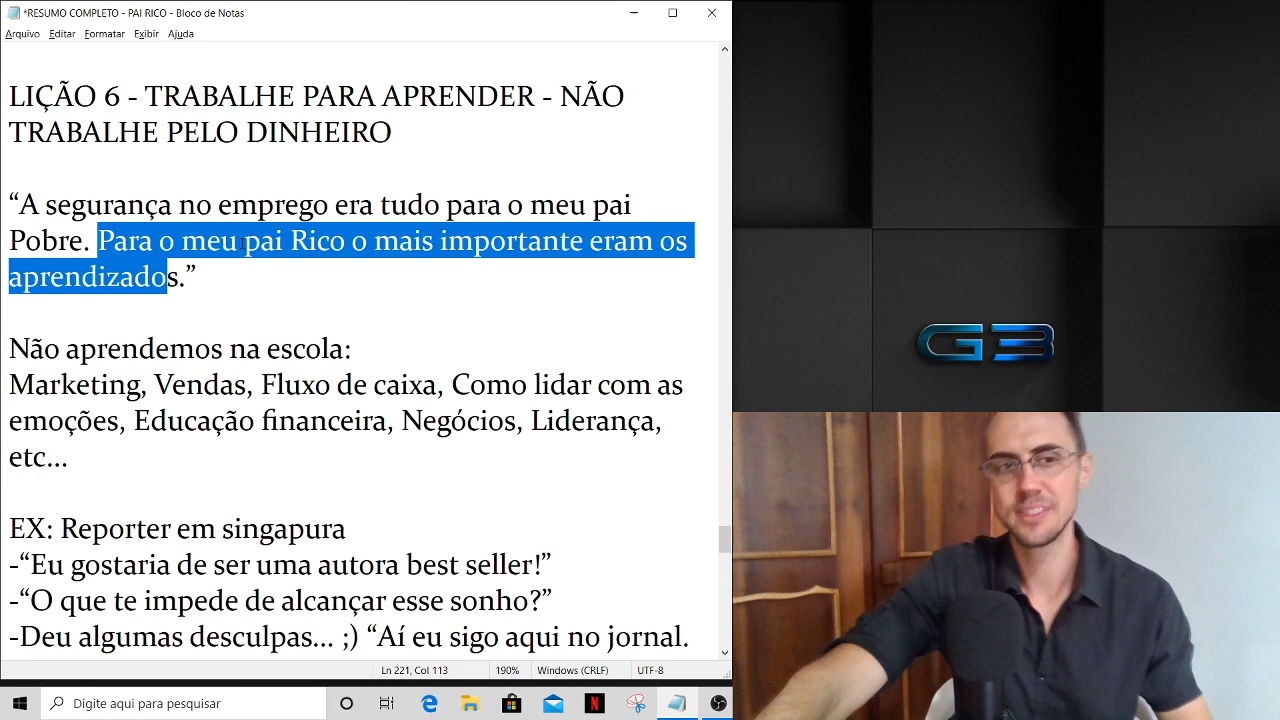 *RESUMO COMPLETO - PAI RICO - Bloco de Notas
Arquivo Editar Formatar Exibir Ajuda
LIÇÃO 6 - TRABALHE PARA APRENDER - NÃO
TRABALHE PELO DINHEIRO
“A segurança no emprego era tudo para o meu pai
Pobre. Para o meu pai Rico o mais importante eram os
aprendizados.”
Não aprendemos na escola:
Marketing, Vendas, Fluxo de caixa, Como lidar com as
emoções, Educação financeira, Negócios, Liderança,
etc...
EX: Reporter em singapura
-“Eu gostaria de ser uma autora best seller!”
-“O que te impede de alcançar esse sonho?”
-Deu algumas desculpas... ;) “Aí eu sigo aqui no jornal.
Ln 221, Col 113 190% Windows (CRLF) UTF-8
Digite aqui para pesquisar
N
G3